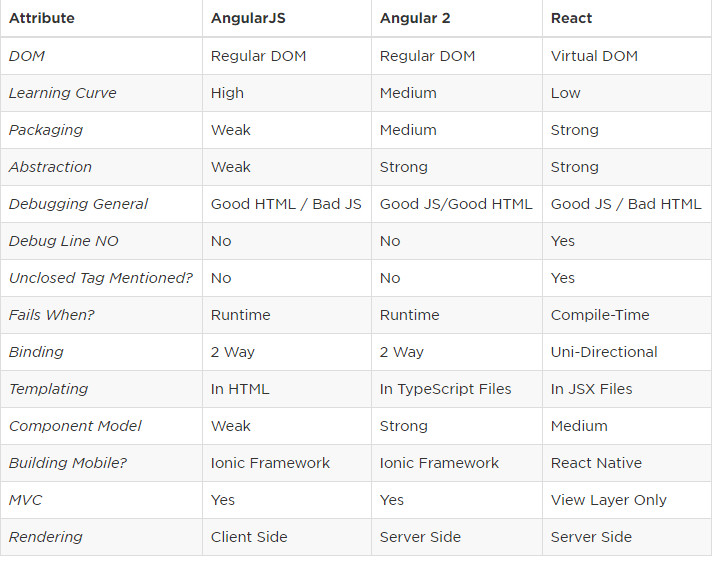 Attribute AngularJS Angular 2 React
DOM Regular DOM Regular DOM Virtual DOM
Learning Curve High Medium Low
Packaging Weak Medium Strong
Abstraction Weak Strong Strong
Debugging General Good HTML / Bad JS Good JS/Good HTML Good JS / Bad HTML
Debug Line NO No No Yes
Unclosed Tag Mentioned? No No Yes
Fails When? Runtime Runtime Compile-Time
Binding 2 Way 2 Way Uni-Directional
Templating In HTML In TypeScript Files In JSX Files
Component Model Weak Strong Medium
Building Mobile? Ionic Framework Ionic Framework React Native
MVC Yes Yes View Layer Only
Rendering Client Side Server Side Server Side